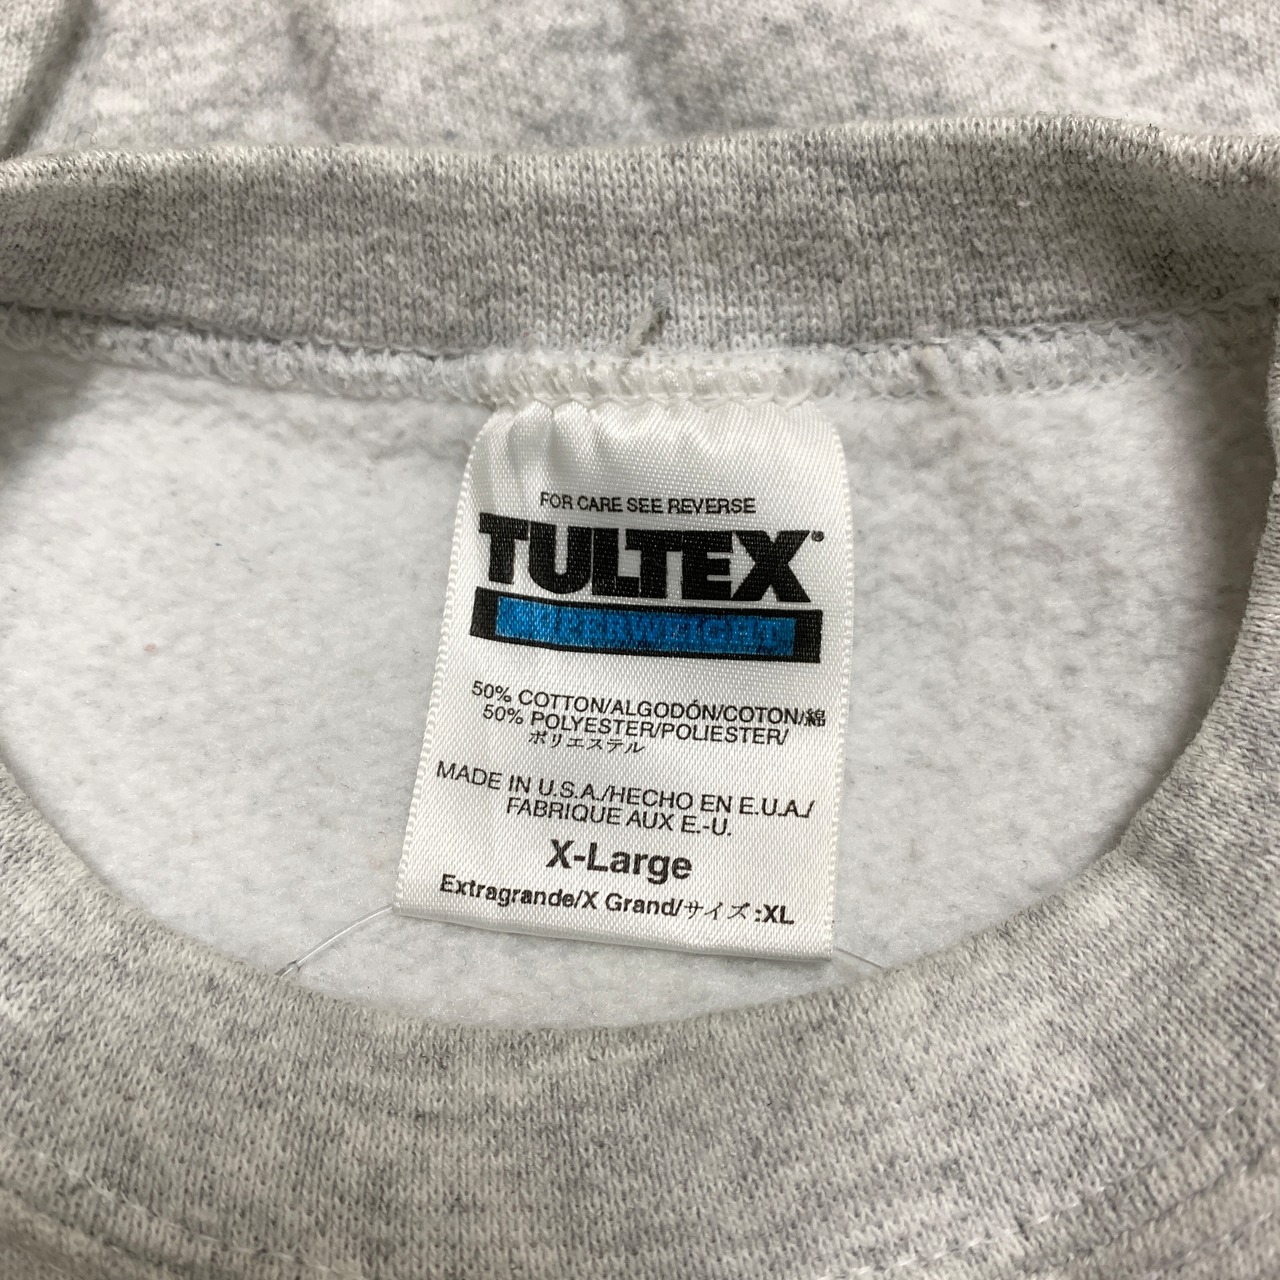 FOR CARE SEE REVERSE
TULTEX®
50% COTTON/ALGODÓN/COTON/綿
50% POLYESTER/POLIESTER/
ポリエステル
MADE IN U.S.A./HECHO EN E.U.A./
FABRIQUE AUX E.-U.
X-Large
Extragrande/X Grand/サイズ:XL